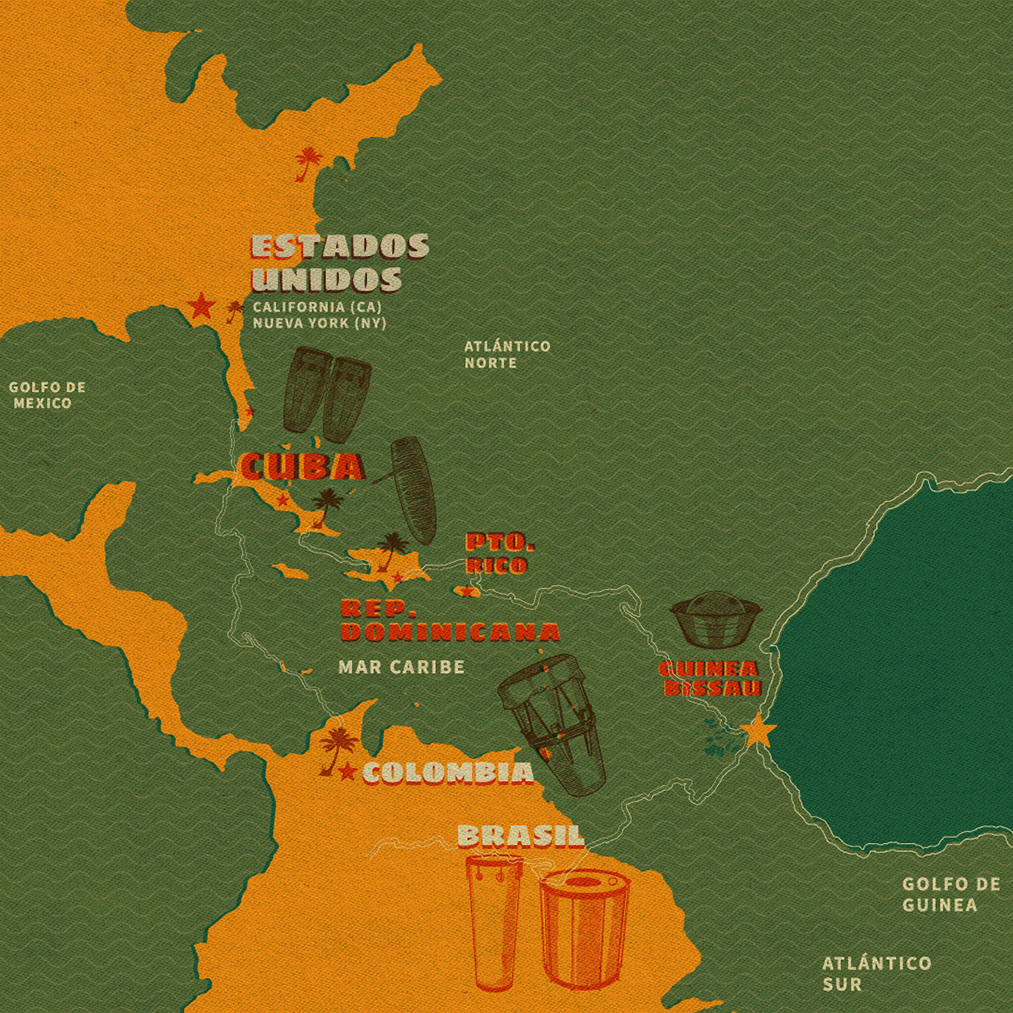 ESTADOS
UNIDOS
CALIFORNIA (CA)
NUEVA YORK (NY)
ATLÁNTICO
NORTE
GOLFO DE
MEXICO
CUBA
PTO.
RICO
REP.
DOMINICANA
MAR CARIBE
GUINEA
BISSAU
COLOMBIA
BRASIL
GOLFO DE
GUINEA
ATLÁNTICO
SUR